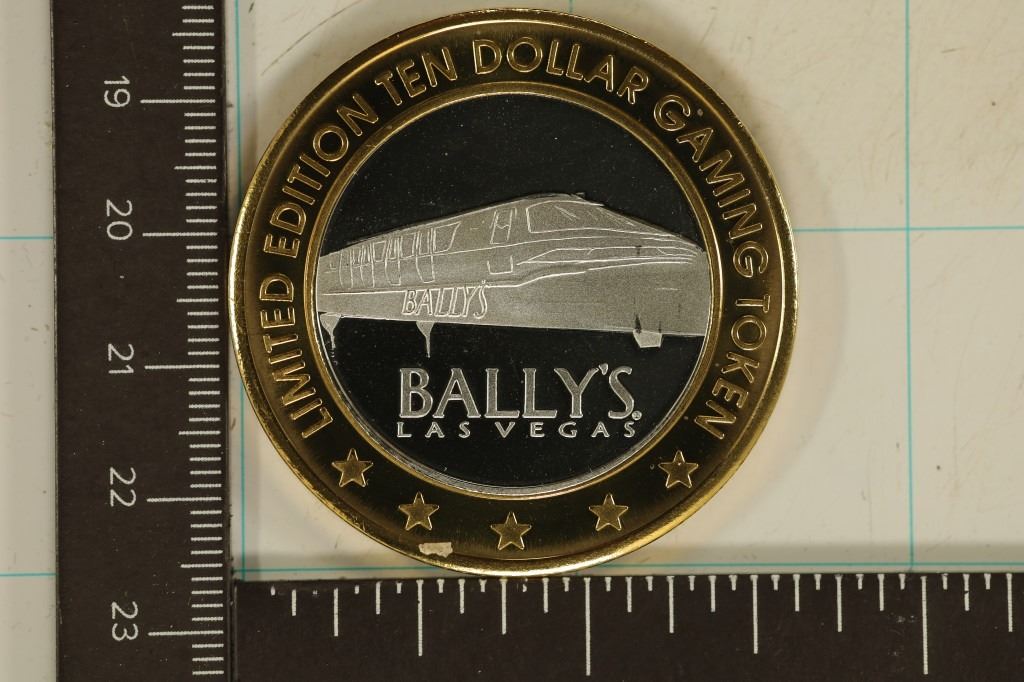 LIMITED EDITION TEN DOLLAR GAMING TOKEN
BALLY'S
BALLY'S®
LAS VEGAS
19
20
21
22
23